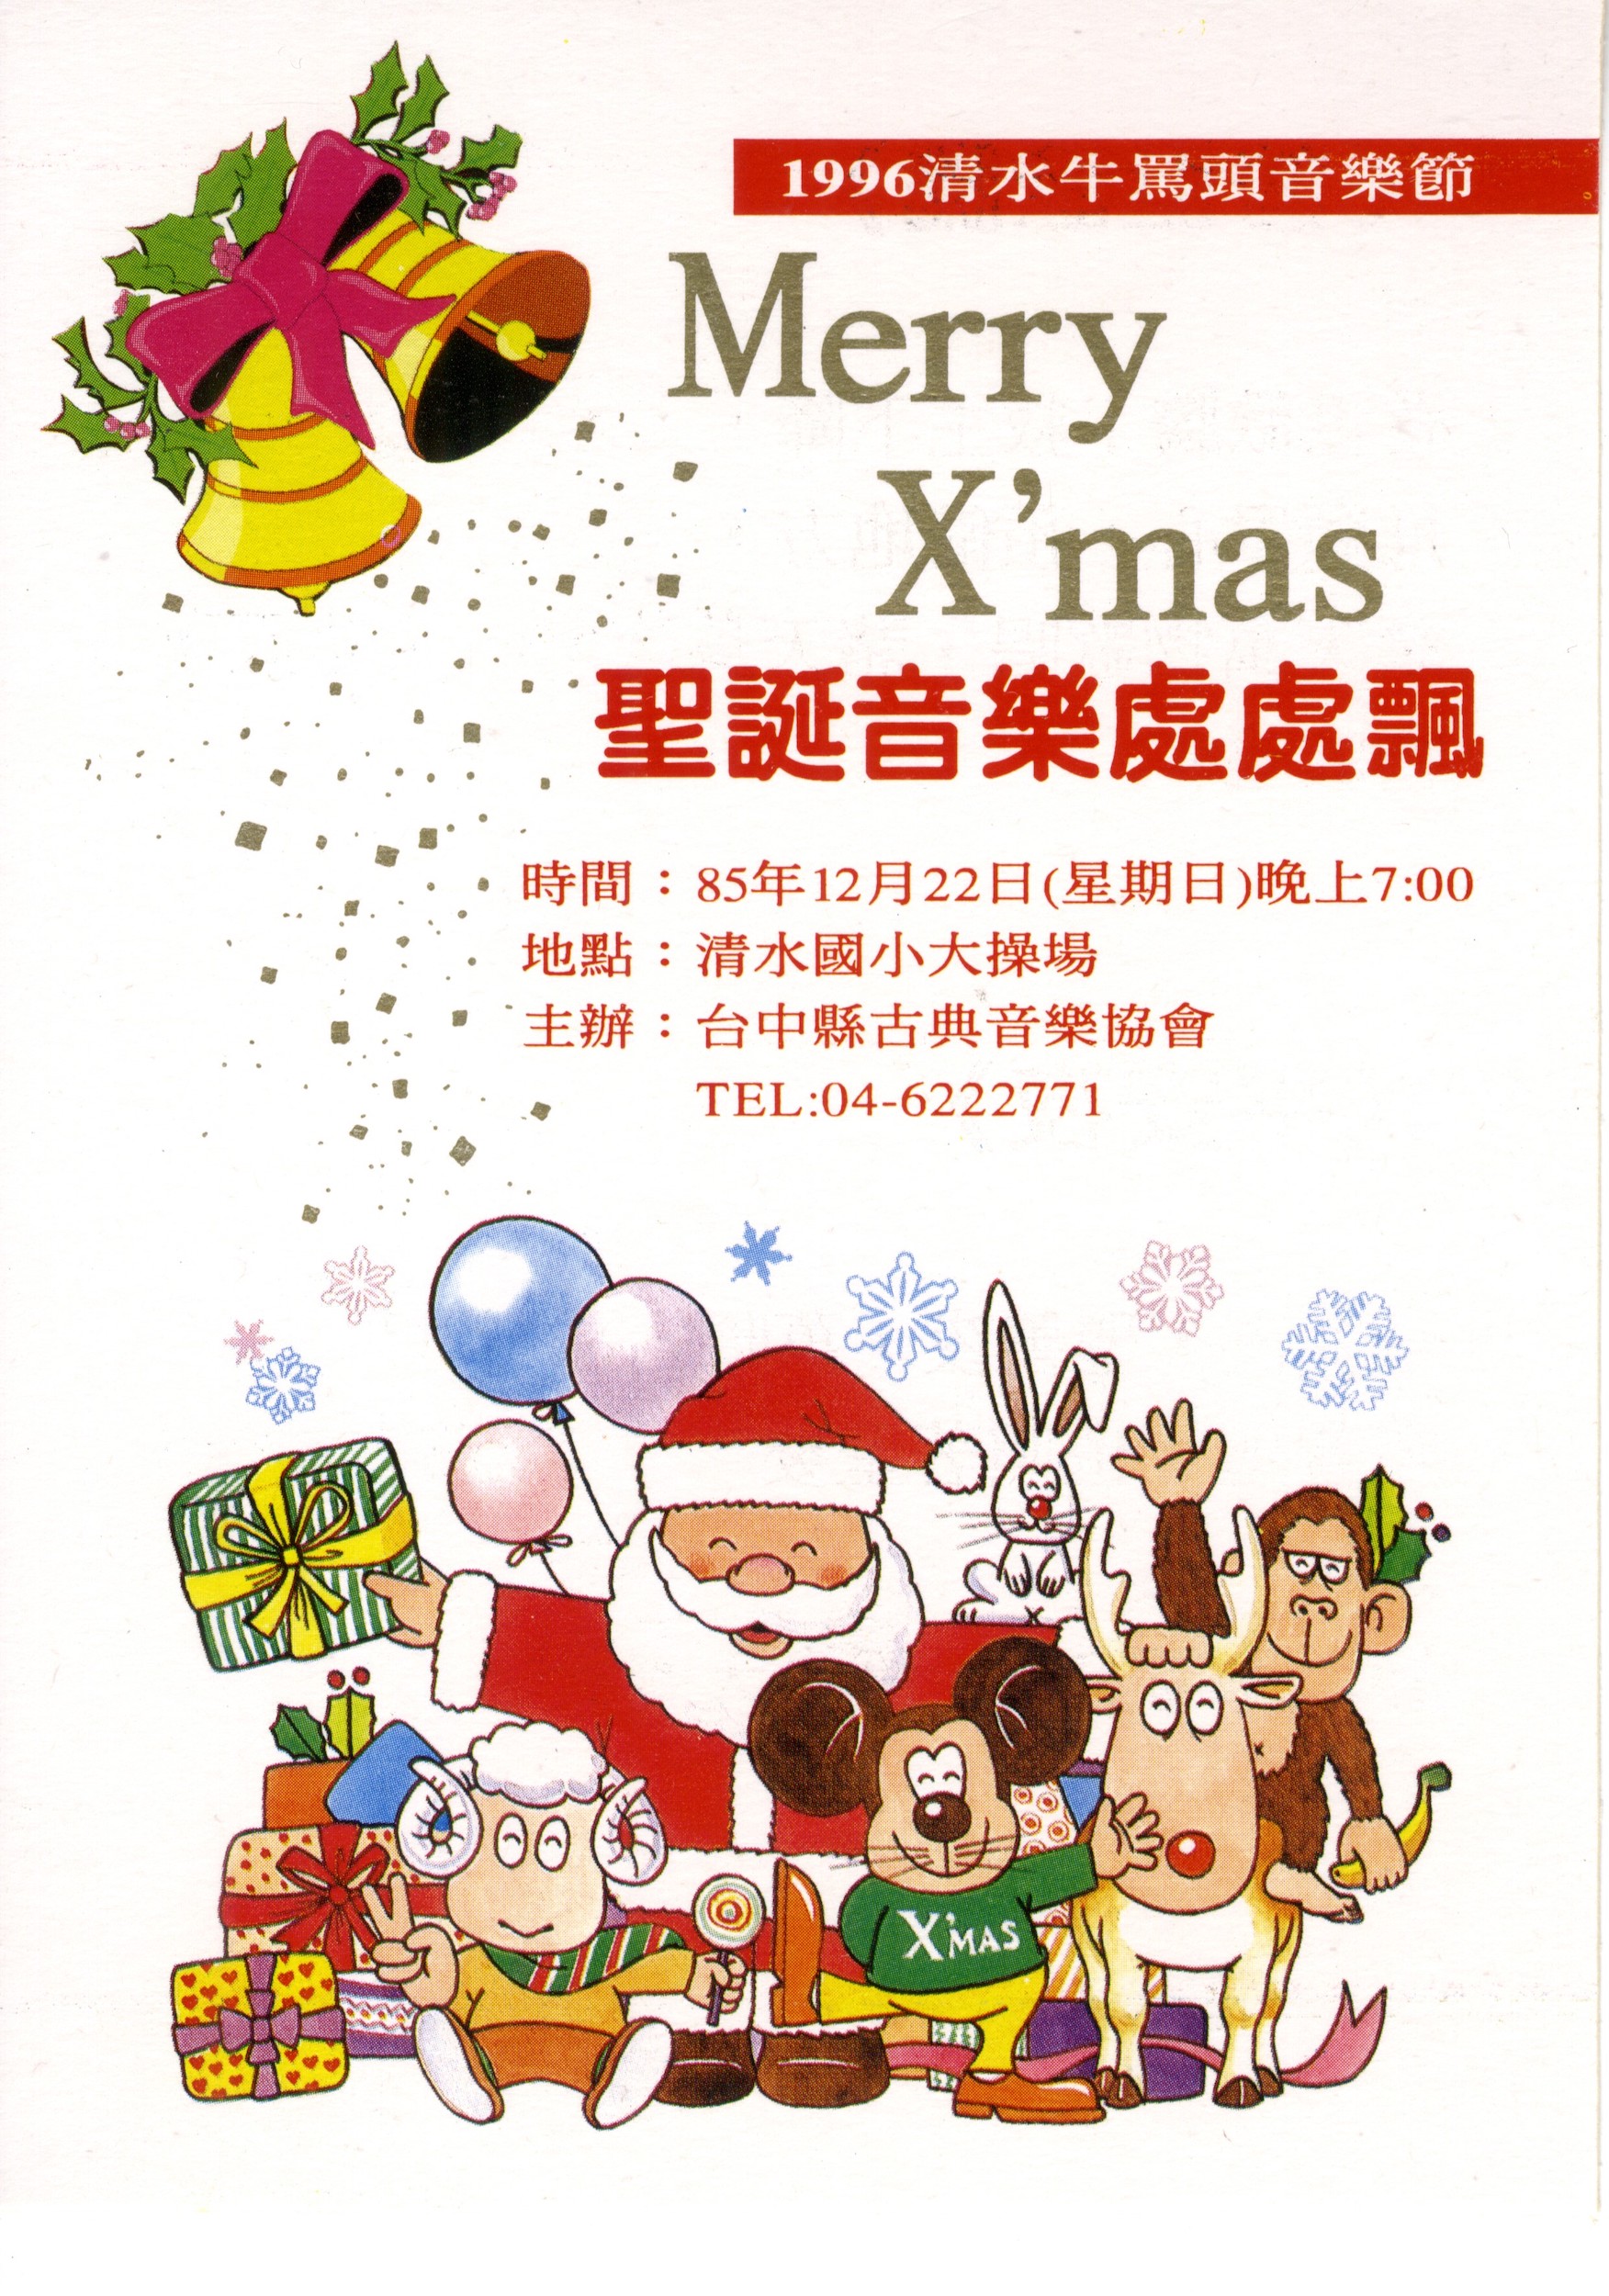 1996清水牛罵頭音樂節
Merry
X'mas
聖誕音樂處處飄
時間：85年12月22日(星期日)晚上7:00
地點：清水國小大操場
主辦：台中縣古典音樂協會
TEL:04-6222771
X'MAS